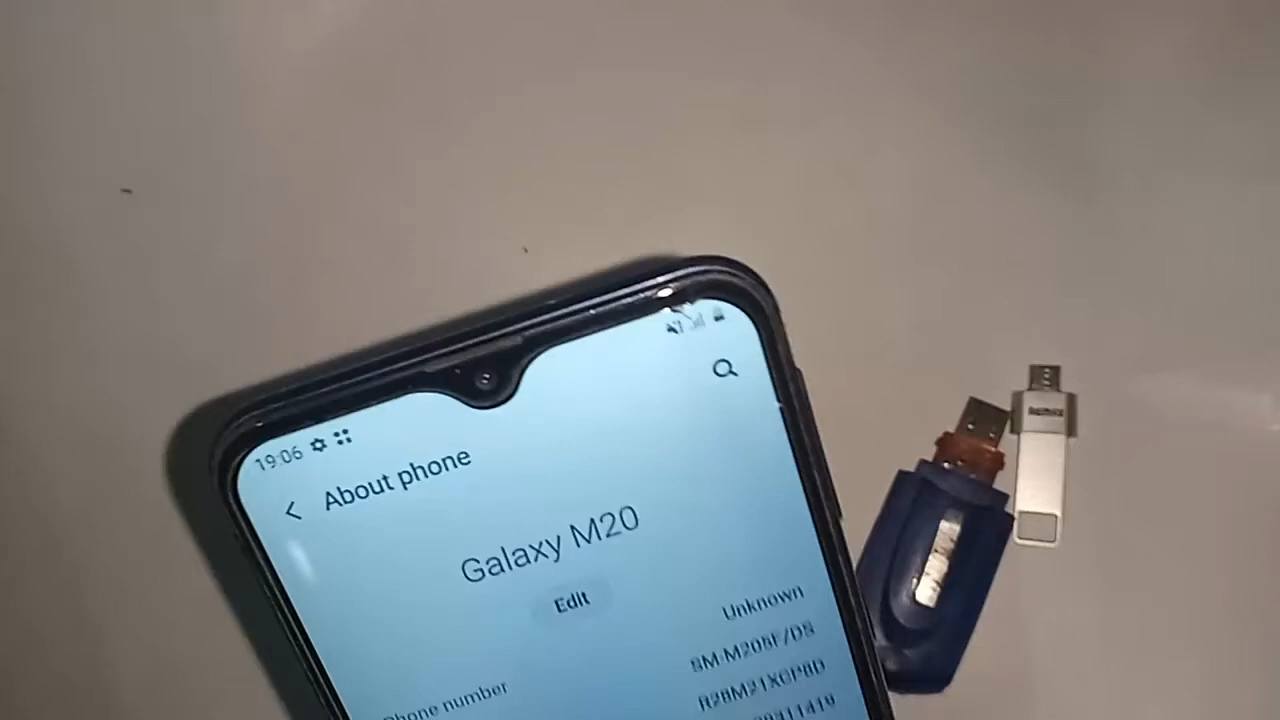 19:06
About phone
Galaxy M20
Edit
Unknown
Phone number
SM-M205F/DS